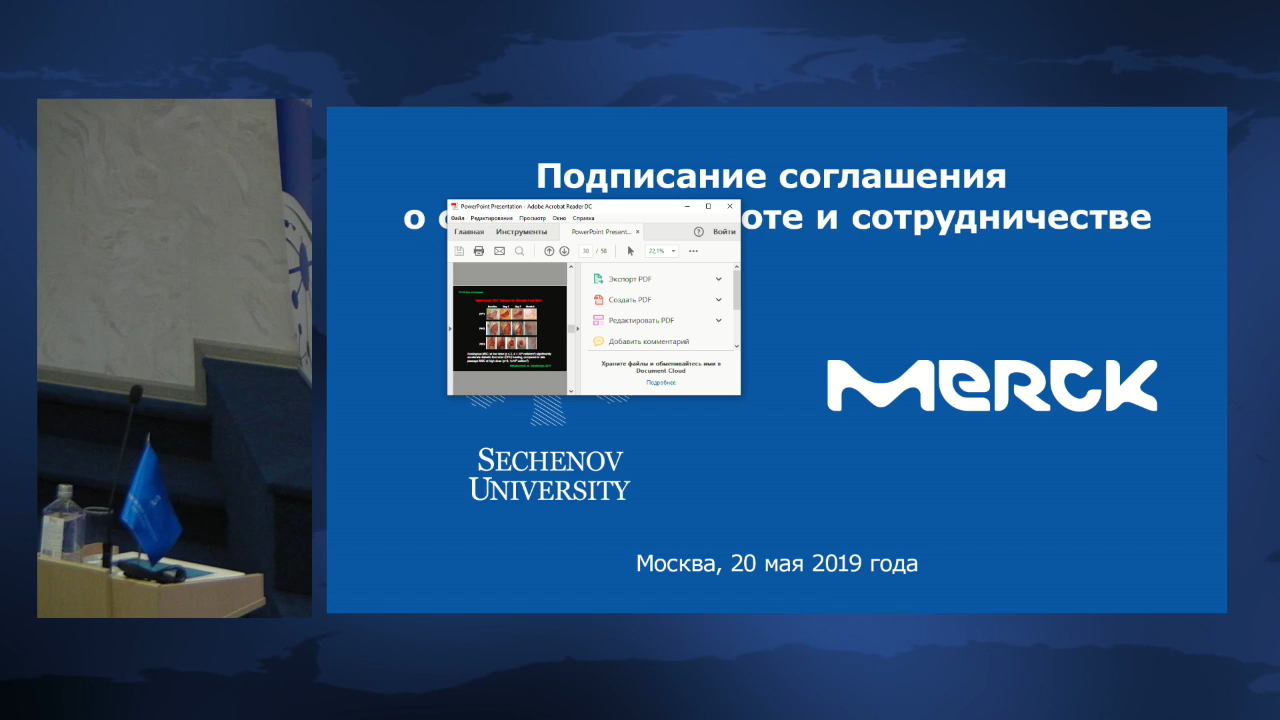 Подписание соглашения
о с оте и сотрудничестве
PowerPoint Presentation - Adobe Acrobat Reader DC
Файл Редактирование Просмотр Окно Справка
Главная Инструменты PowerPoint Present... × ? Войти
30 / 58 22,1%
Экспорт PDF
Создать PDF
Редактировать PDF
Добавить комментарий
Храните файлы и обменивайтесь ими в
Document Cloud
Подробнее
MERCK
SECHENOV
UNIVERSITY
Москва, 20 мая 2019 года